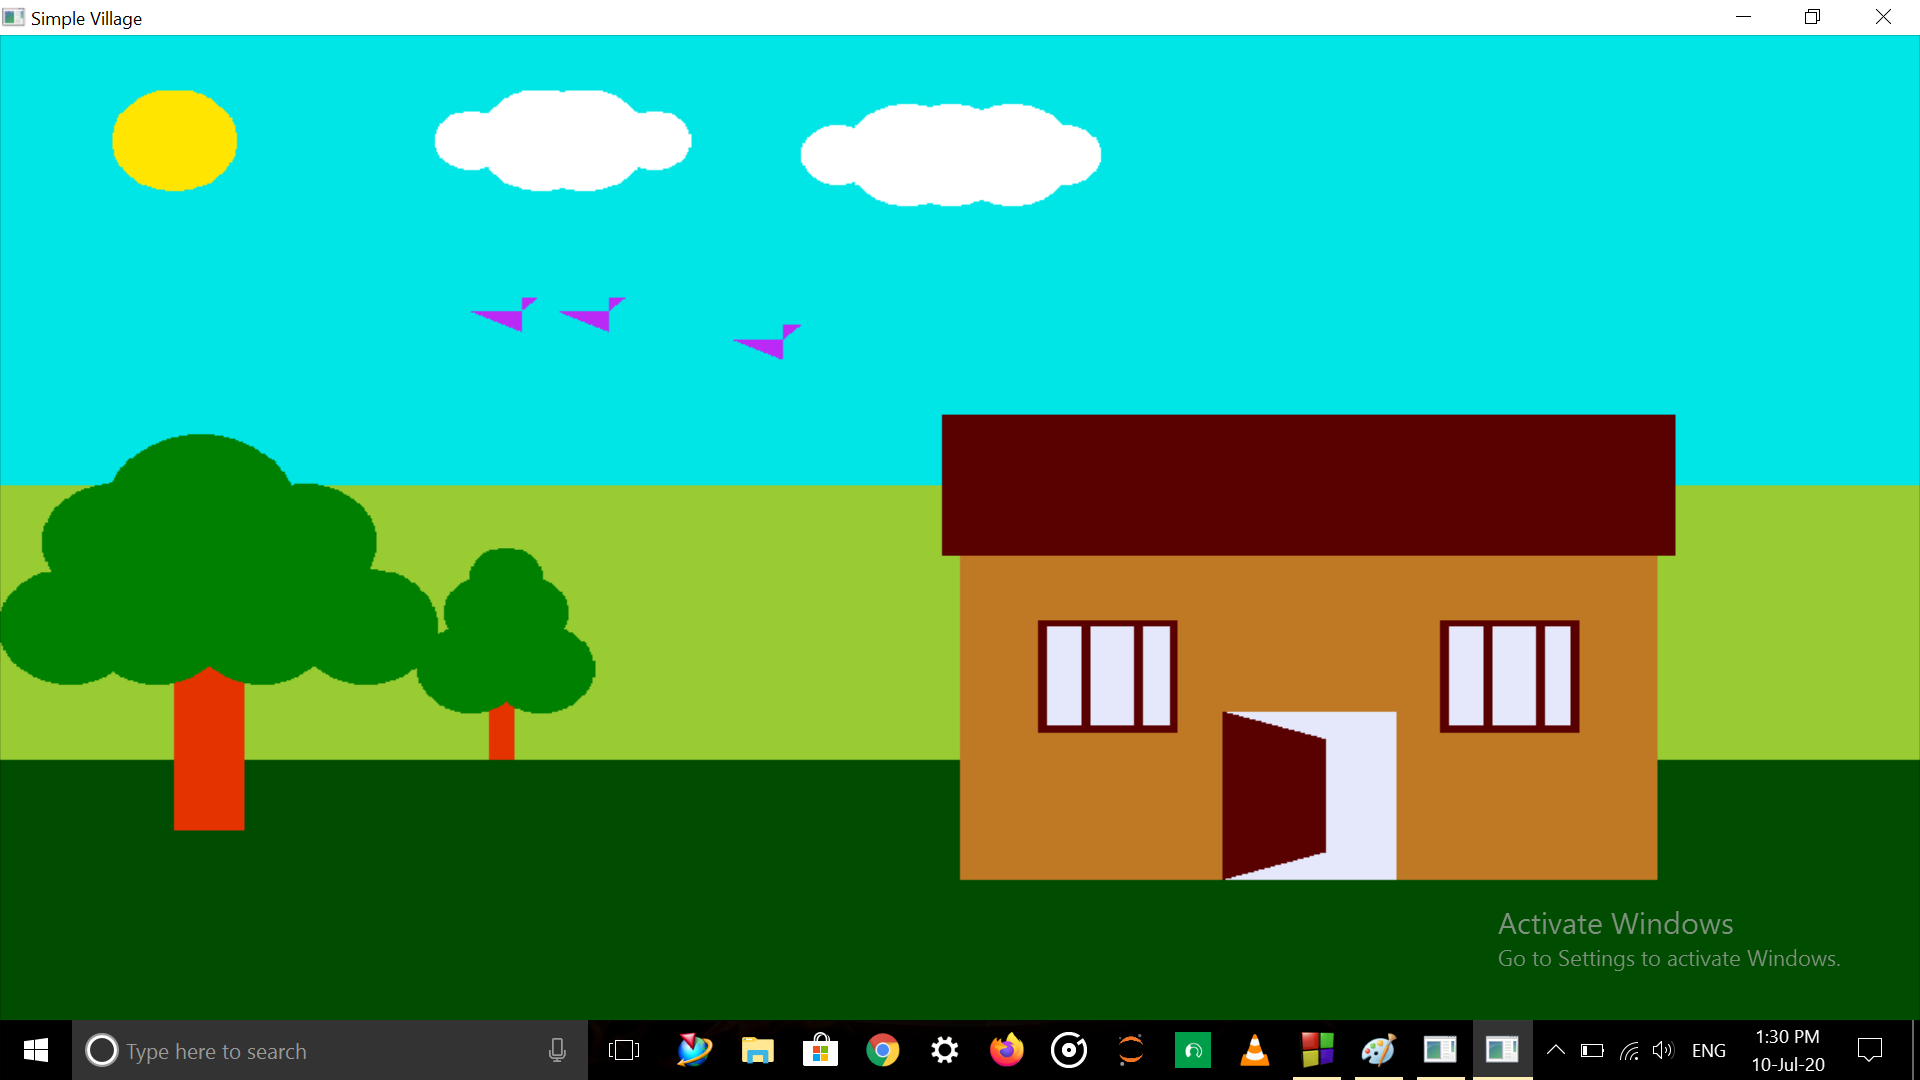 Simple Village
Activate Windows
Go to Settings to activate Windows.
Type here to search
ENG
1:30 PM
10-Jul-20